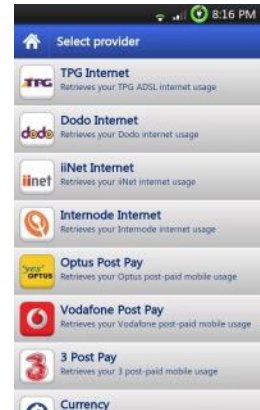 8:16 PM
Select provider
TPG
TPG Internet
Retrieves your TPG ADSL internet usage
dodo
Dodo Internet
Retrieves your Dodo internet usage
iinet
iiNet Internet
Retrieves your iiNet internet usage
Internode Internet
Retrieves your Internode internet usage
'yes'
OPTUS
Optus Post Pay
Retrieves your Optus post-paid mobile usage
Vodafone Post Pay
Retrieves your Vodafone post-paid mobile usage
3
3 Post Pay
Retrieves your 3 post-paid mobile usage
Currency